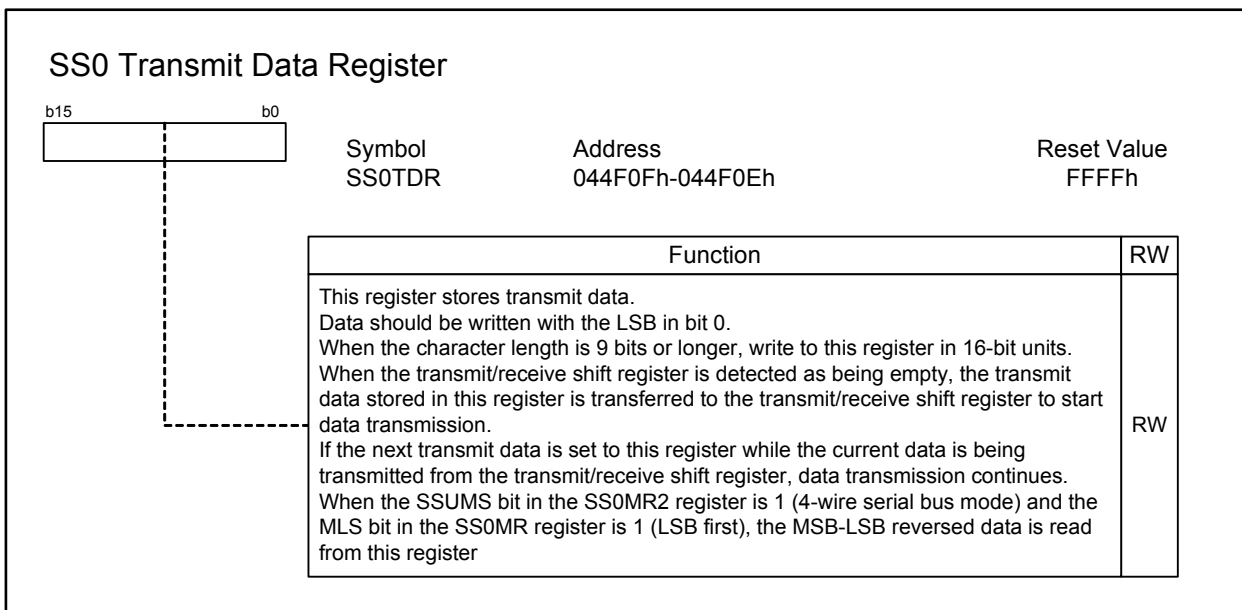 SS0 Transmit Data Register
b15 b0
Symbol Address Reset Value
SS0TDR 044F0Fh-044F0Eh FFFFh
Function RW
This register stores transmit data.
Data should be written with the LSB in bit 0.
When the character length is 9 bits or longer, write to this register in 16-bit units.
When the transmit/receive shift register is detected as being empty, the transmit
data stored in this register is transferred to the transmit/receive shift register to start
data transmission.
If the next transmit data is set to this register while the current data is being
transmitted from the transmit/receive shift register, data transmission continues.
When the SSUMS bit in the SS0MR2 register is 1 (4-wire serial bus mode) and the
MLS bit in the SS0MR register is 1 (LSB first), the MSB-LSB reversed data is read
from this register
RW